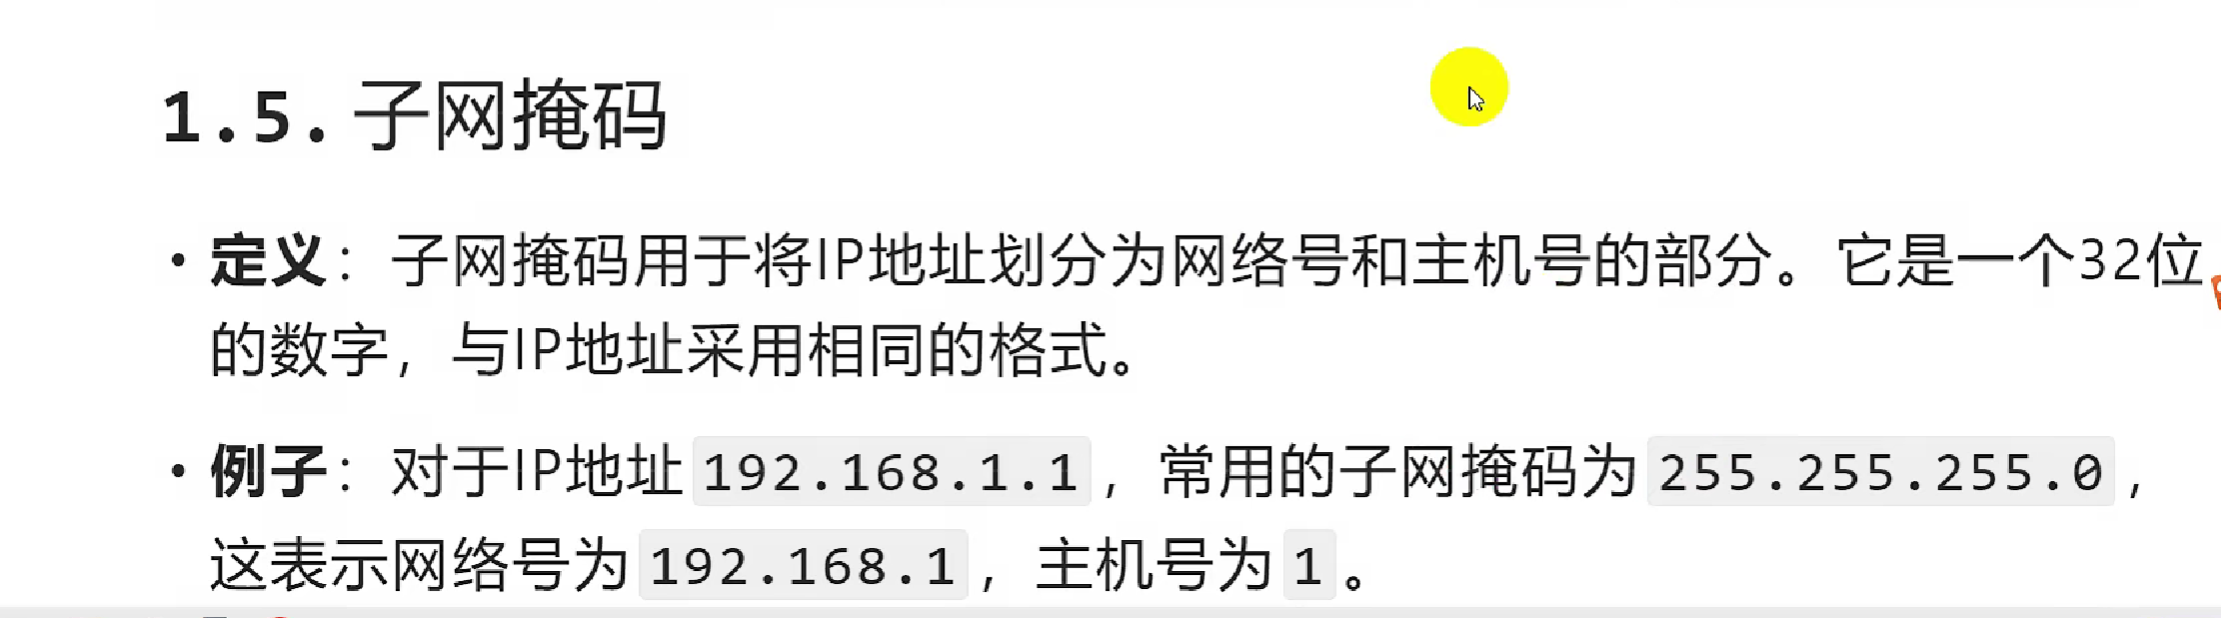 1.5. 子网掩码
• 定义：子网掩码用于将IP地址划分为网络号和主机号的部分。它是一个32位
的数字，与IP地址采用相同的格式。
• 例子：对于IP地址 192.168.1.1 ，常用的子网掩码为 255.255.255.0 ，
这表示网络号为 192.168.1 ，主机号为 1 。